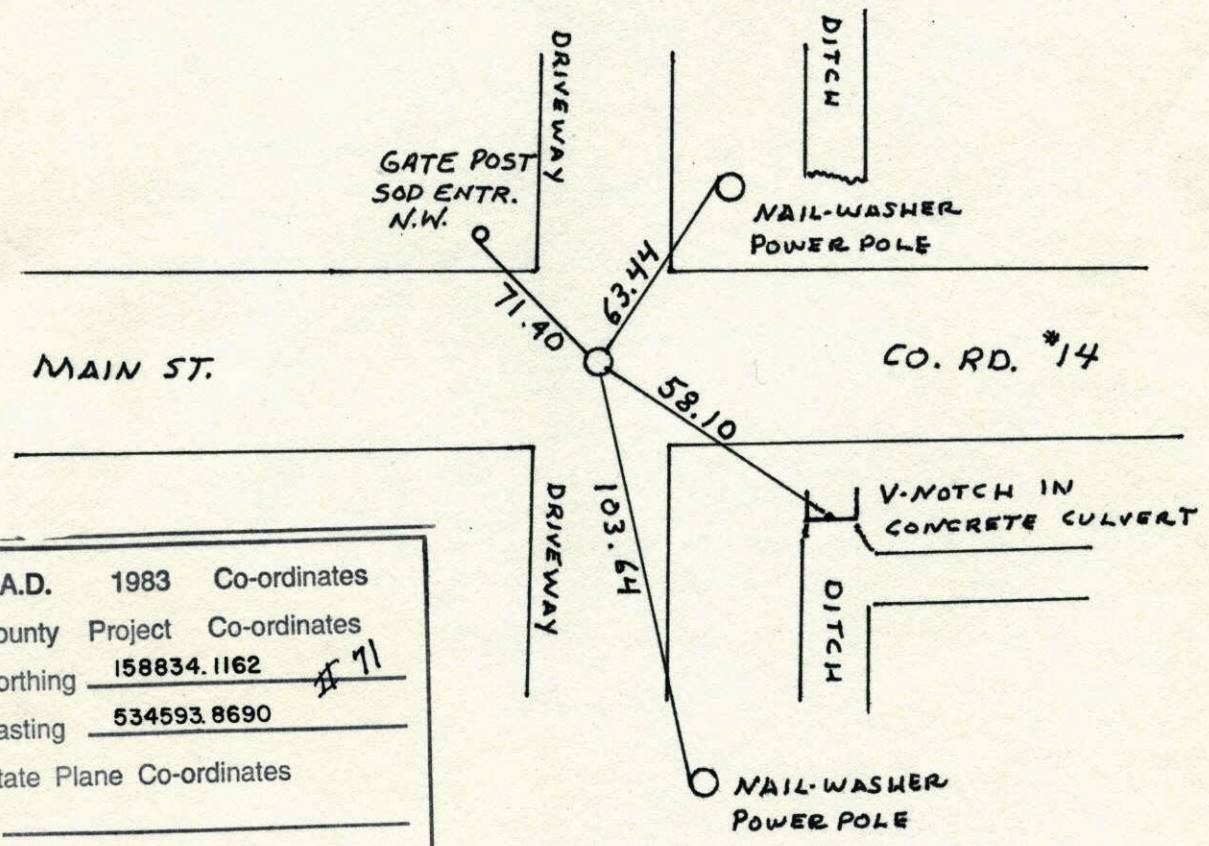 DRIVEWAY
DITCH
GATE POST
SOD ENTR.
N.W.
NAIL-WASHER
POWER POLE
71.40
63.44
MAIN ST.
CO. RD. #14
58.10
103.64
DRIVEWAY
V-NOTCH IN
CONCRETE CULVERT
DITCH
A.D. 1983 Co-ordinates
ounty Project Co-ordinates
orthing 158834.1162 # 71
asting 534593.8690
tate Plane Co-ordinates
NAIL-WASHER
POWER POLE